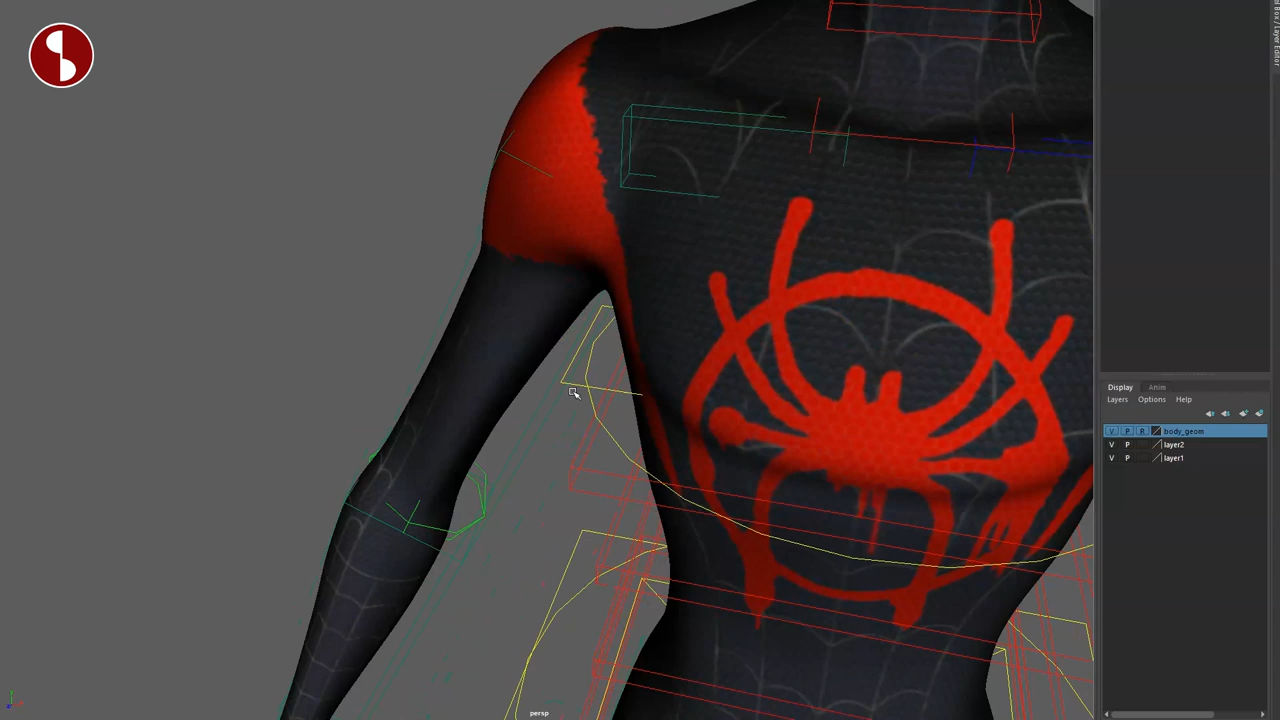 Display Anim
Layers Options Help
V P R body_geom
V P layer2
V P layer1
persp